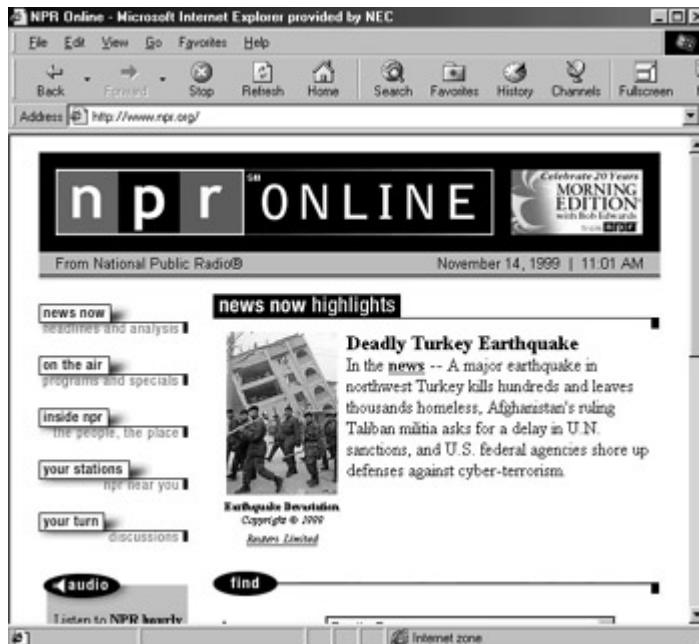 NPR Online - Microsoft Internet Explorer provided by NEC
File Edit View Go Favorites Help
Back Forward Stop Refresh Home Search Favorites History Channels Fullscreen
Address http://www.npr.org/
npr SM ONLINE
Celebrate 20 Years
MORNING
EDITION
with Bob Edwards
from npr
From National Public Radio® November 14, 1999 | 11:01 AM
news now highlights
news now
headlines and analysis
on the air
programs and specials
inside npr
the people, the place
your stations
npr near you
your turn
discussions
Deadly Turkey Earthquake
In the news -- A major earthquake in
northwest Turkey kills hundreds and leaves
thousands homeless, Afghanistan's ruling
Taliban militia asks for a delay in U.N.
sanctions, and U.S. federal agencies shore up
defenses against cyber-terrorism.
Earthquake Devastation
Copyright © 1999
Reuters Limited
audio
find
Listen to NPR hourly
Internet zone